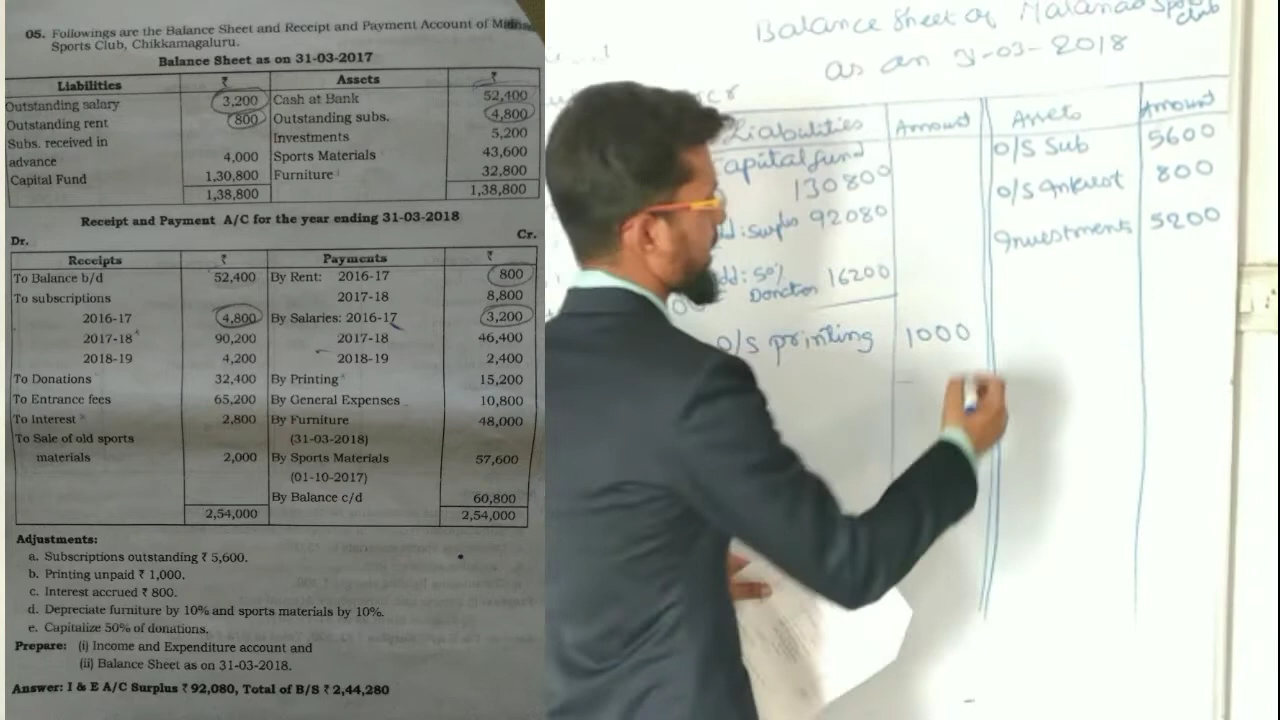 05. Followings are the Balance Sheet and Receipt and Payment Account of
Sports Club, Chikkamagaluru.
Balance Sheet as on 31-03-2017
Liabilities ₹ Assets ₹
Outstanding salary 3,200 Cash at Bank 52,400
Outstanding rent 800 Outstanding subs. 4,800
Subs. received in Investments 5,200
advance 4,000 Sports Materials 43,600
Capital Fund 1,30,800 Furniture 32,800
1,38,800 1,38,800
Receipt and Payment A/C for the year ending 31-03-2018
Dr. Cr.
Receipts ₹ Payments ₹
To Balance b/d 52,400 By Rent: 2016-17 800
To subscriptions 2017-18 8,800
2016-17 4,800 By Salaries: 2016-17 3,200
2017-18 90,200 2017-18 46,400
2018-19 4,200 2018-19 2,400
To Donations 32,400 By Printing 15,200
To Entrance fees 65,200 By General Expenses 10,800
To Interest 2,800 By Furniture 48,000
To Sale of old sports (31-03-2018)
materials 2,000 By Sports Materials 57,600
(01-10-2017)
By Balance c/d 60,800
2,54,000 2,54,000
Adjustments:
a. Subscriptions outstanding ₹ 5,600.
b. Printing unpaid ₹ 1,000.
c. Interest accrued ₹ 800.
d. Depreciate furniture by 10% and sports materials by 10%.
e. Capitalize 50% of donations.
Prepare: (i) Income and Expenditure account and
(ii) Balance Sheet as on 31-03-2018.
Answer: I & E A/C Surplus ₹ 92,080, Total of B/S ₹ 2,44,280
Balance Sheet of Malanad Sports
club
as on 31-03-2018
Liabilities Amount Assets Amount
apital fund O/S Sub 5600
130800 O/S Interest 800
d: Surplus 92080 Investments 5200
dd: 50%
Donation 16200
O/S printing 1000